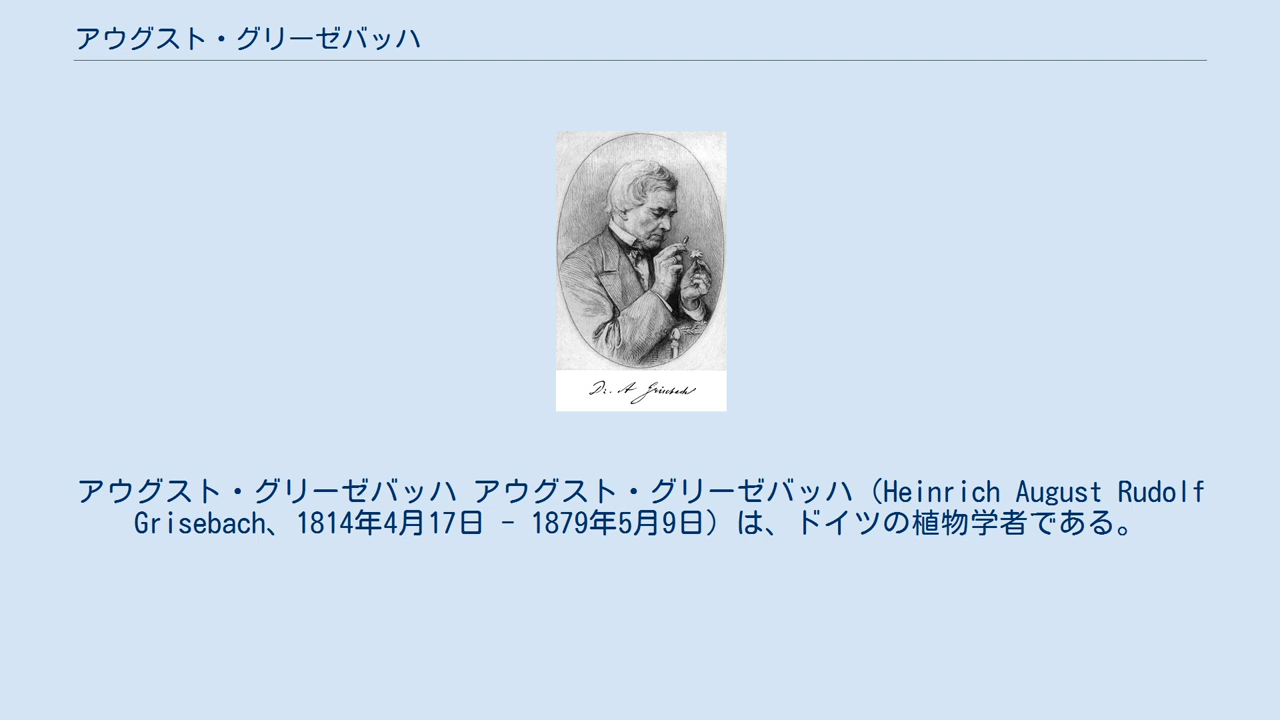 アウグスト・グリーゼバッハ
Dr. A Grisebach
アウグスト・グリーゼバッハ アウグスト・グリーゼバッハ（Heinrich August Rudolf
Grisebach、1814年4月17日 - 1879年5月9日）は、ドイツの植物学者である。